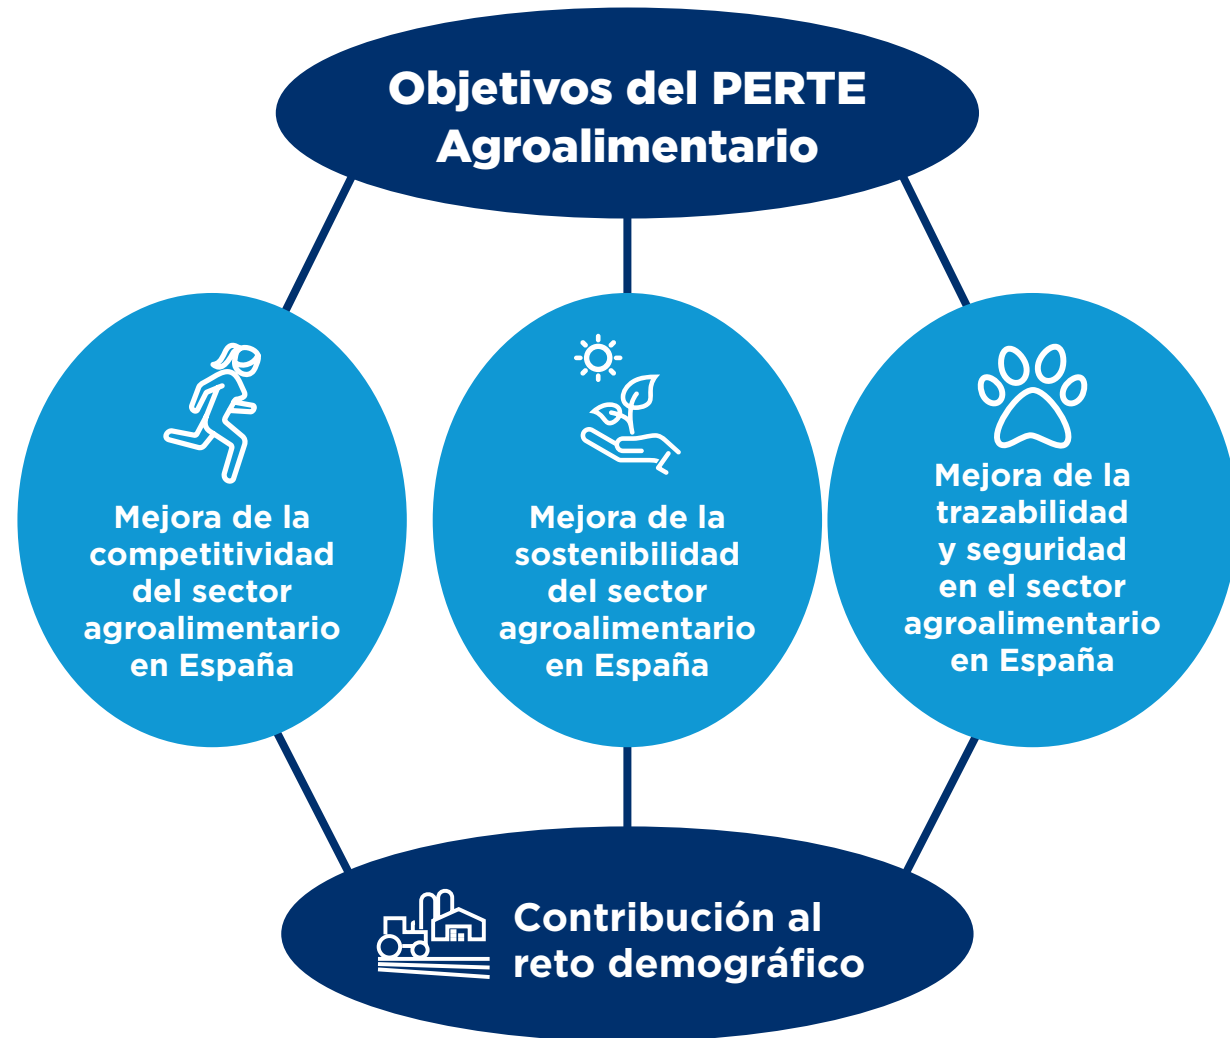 Objetivos del PERTE
Agroalimentario
Mejora de la
competitividad
del sector
agroalimentario
en España
Mejora de la
sostenibilidad
del sector
agroalimentario
en España
Mejora de la
trazabilidad
y seguridad
en el sector
agroalimentario
en España
Contribución al
reto demográfico